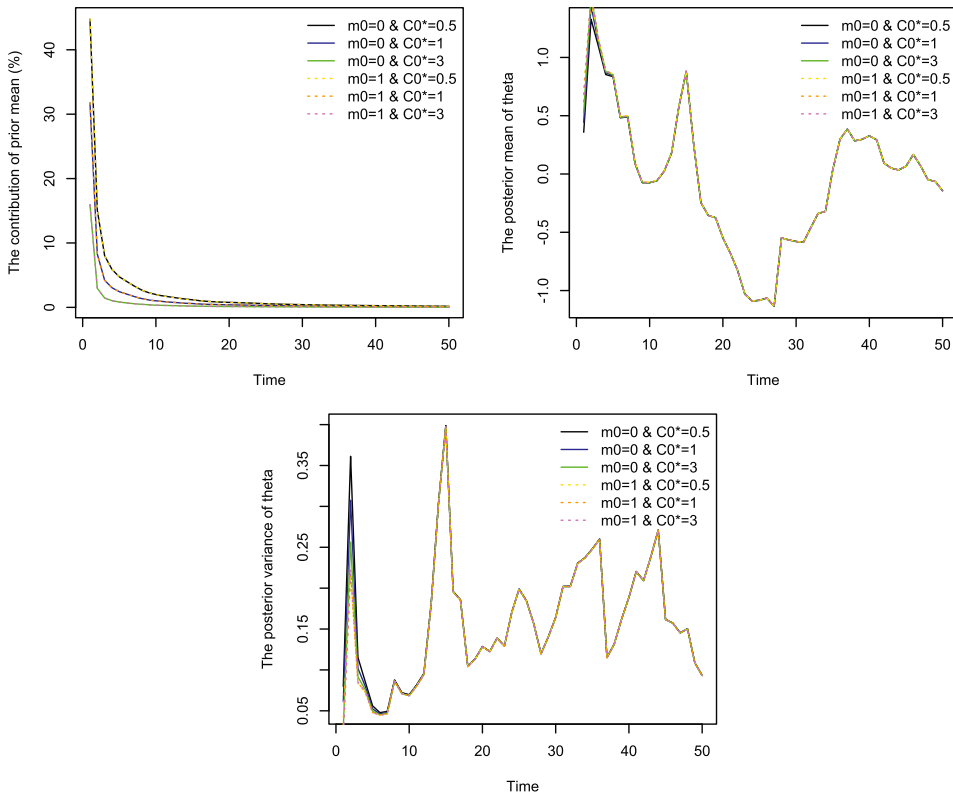 The contribution of prior mean (%)
40
30
20
10
0
m0=0 & C0*=0.5
m0=0 & C0*=1
m0=0 & C0*=3
m0=1 & C0*=0.5
m0=1 & C0*=1
m0=1 & C0*=3
0 10 20 30 40 50
Time
The posterior mean of theta
1.0
0.5
0.0
-0.5
-1.0
m0=0 & C0*=0.5
m0=0 & C0*=1
m0=0 & C0*=3
m0=1 & C0*=0.5
m0=1 & C0*=1
m0=1 & C0*=3
0 10 20 30 40 50
Time
The posterior variance of theta
0.35
0.25
0.15
0.05
m0=0 & C0*=0.5
m0=0 & C0*=1
m0=0 & C0*=3
m0=1 & C0*=0.5
m0=1 & C0*=1
m0=1 & C0*=3
0 10 20 30 40 50
Time